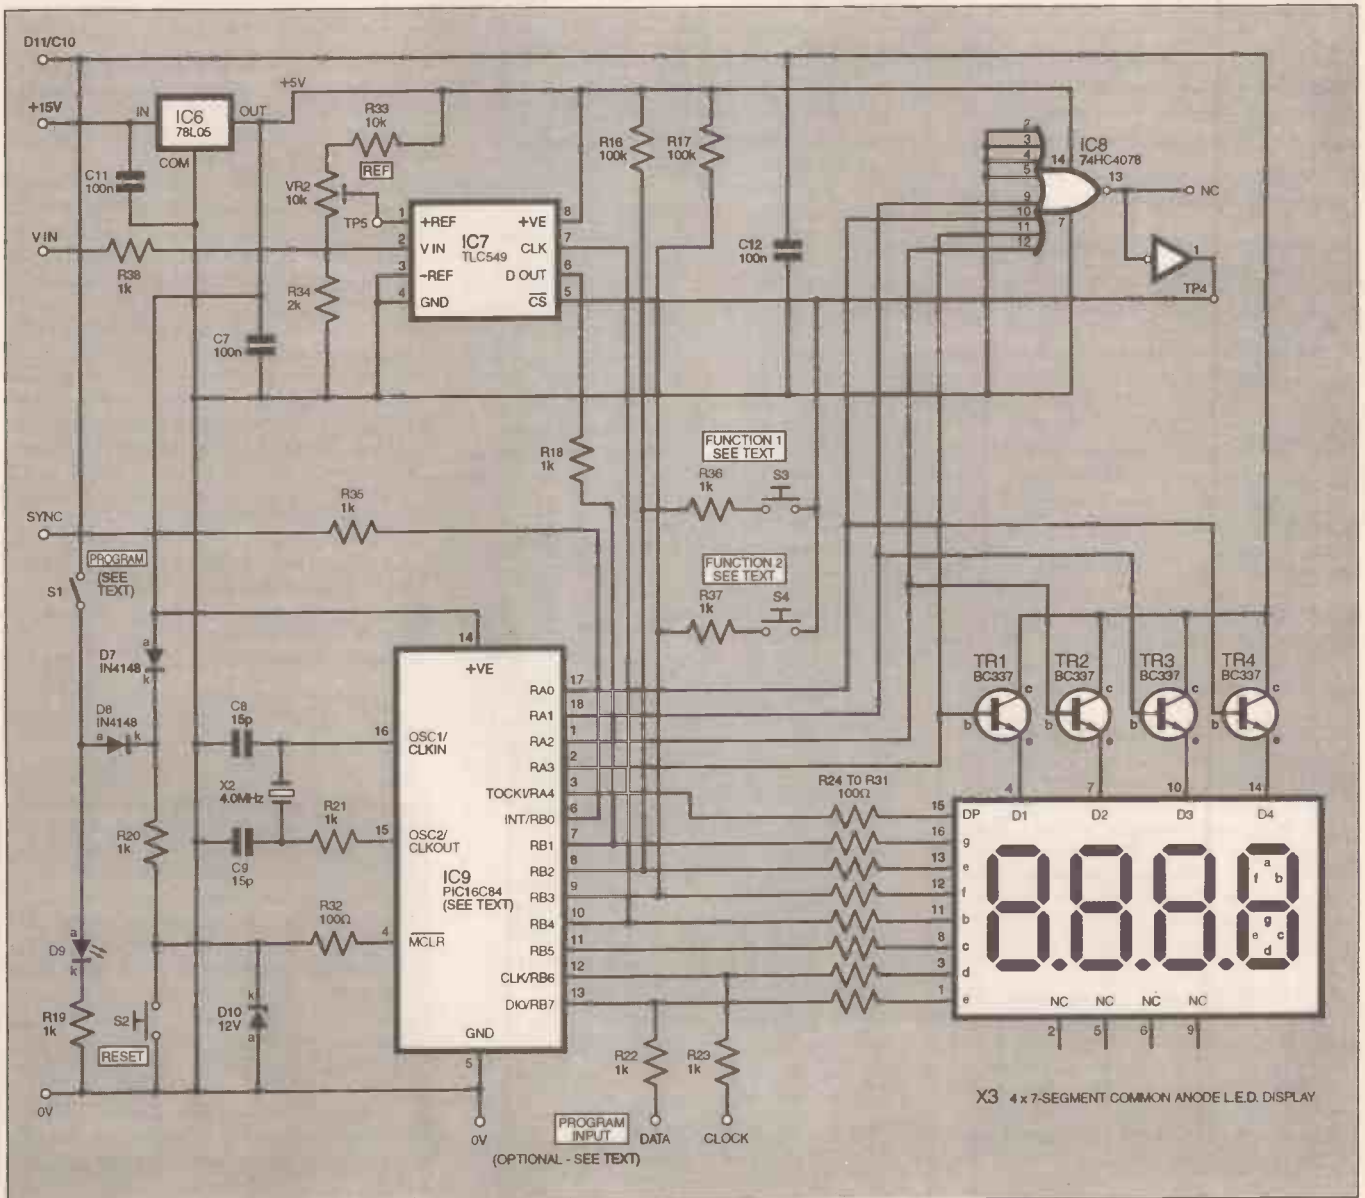 D11/C10
+15V
IN
IC6
78L05
OUT
+5V
COM
C11
100n
R33
10k
REF
VR2
10k
TP5
V IN
R38
1k
R34
2k
C7
100n
1
+REF
2
V IN
3
−REF
4
GND
IC7
TLC549
+VE
8
CLK
7
D OUT
6
CS
5
R16
100k
R17
100k
C12
100n
2
3
4
5
9
10
11
12
14
IC8
74HC4078
13
7
NC
1
TP4
R18
1k
FUNCTION 1
SEE TEXT
R36
1k
S3
FUNCTION 2
SEE TEXT
R37
1k
S4
SYNC
R35
1k
PROGRAM
(SEE
TEXT)
S1
a
D7
IN4148
k
D8
IN4148
a
k
C8
15p
X2
4.0MHz
C9
15p
R21
1k
R20
1k
R32
100Ω
a
D9
k
R19
1k
S2
RESET
k
D10
12V
a
0V
14
+VE
16
OSC1/
CLKIN
15
OSC2/
CLKOUT
IC9
PIC16C84
(SEE TEXT)
4
MCLR
GND
5
0V
RA0
17
RA1
18
RA2
1
RA3
2
TOCKI/RA4
3
INT/RB0
6
RB1
7
RB2
8
RB3
9
RB4
10
RB5
11
CLK/RB6
12
DIO/RB7
13
R22
1k
R23
1k
PROGRAM
INPUT
DATA
CLOCK
(OPTIONAL - SEE TEXT)
R24 TO R31
100Ω
TR1
BC337
b
c
e
TR2
BC337
b
c
e
TR3
BC337
b
c
e
TR4
BC337
b
c
e
4
7
10
14
15
DP
D1
D2
D3
D4
16
g
13
e
12
f
11
b
8
c
3
d
1
e
a
f
b
g
e
c
d
NC
NC
NC
NC
2
5
6
9
X3 4 x 7-SEGMENT COMMON ANODE L.E.D. DISPLAY